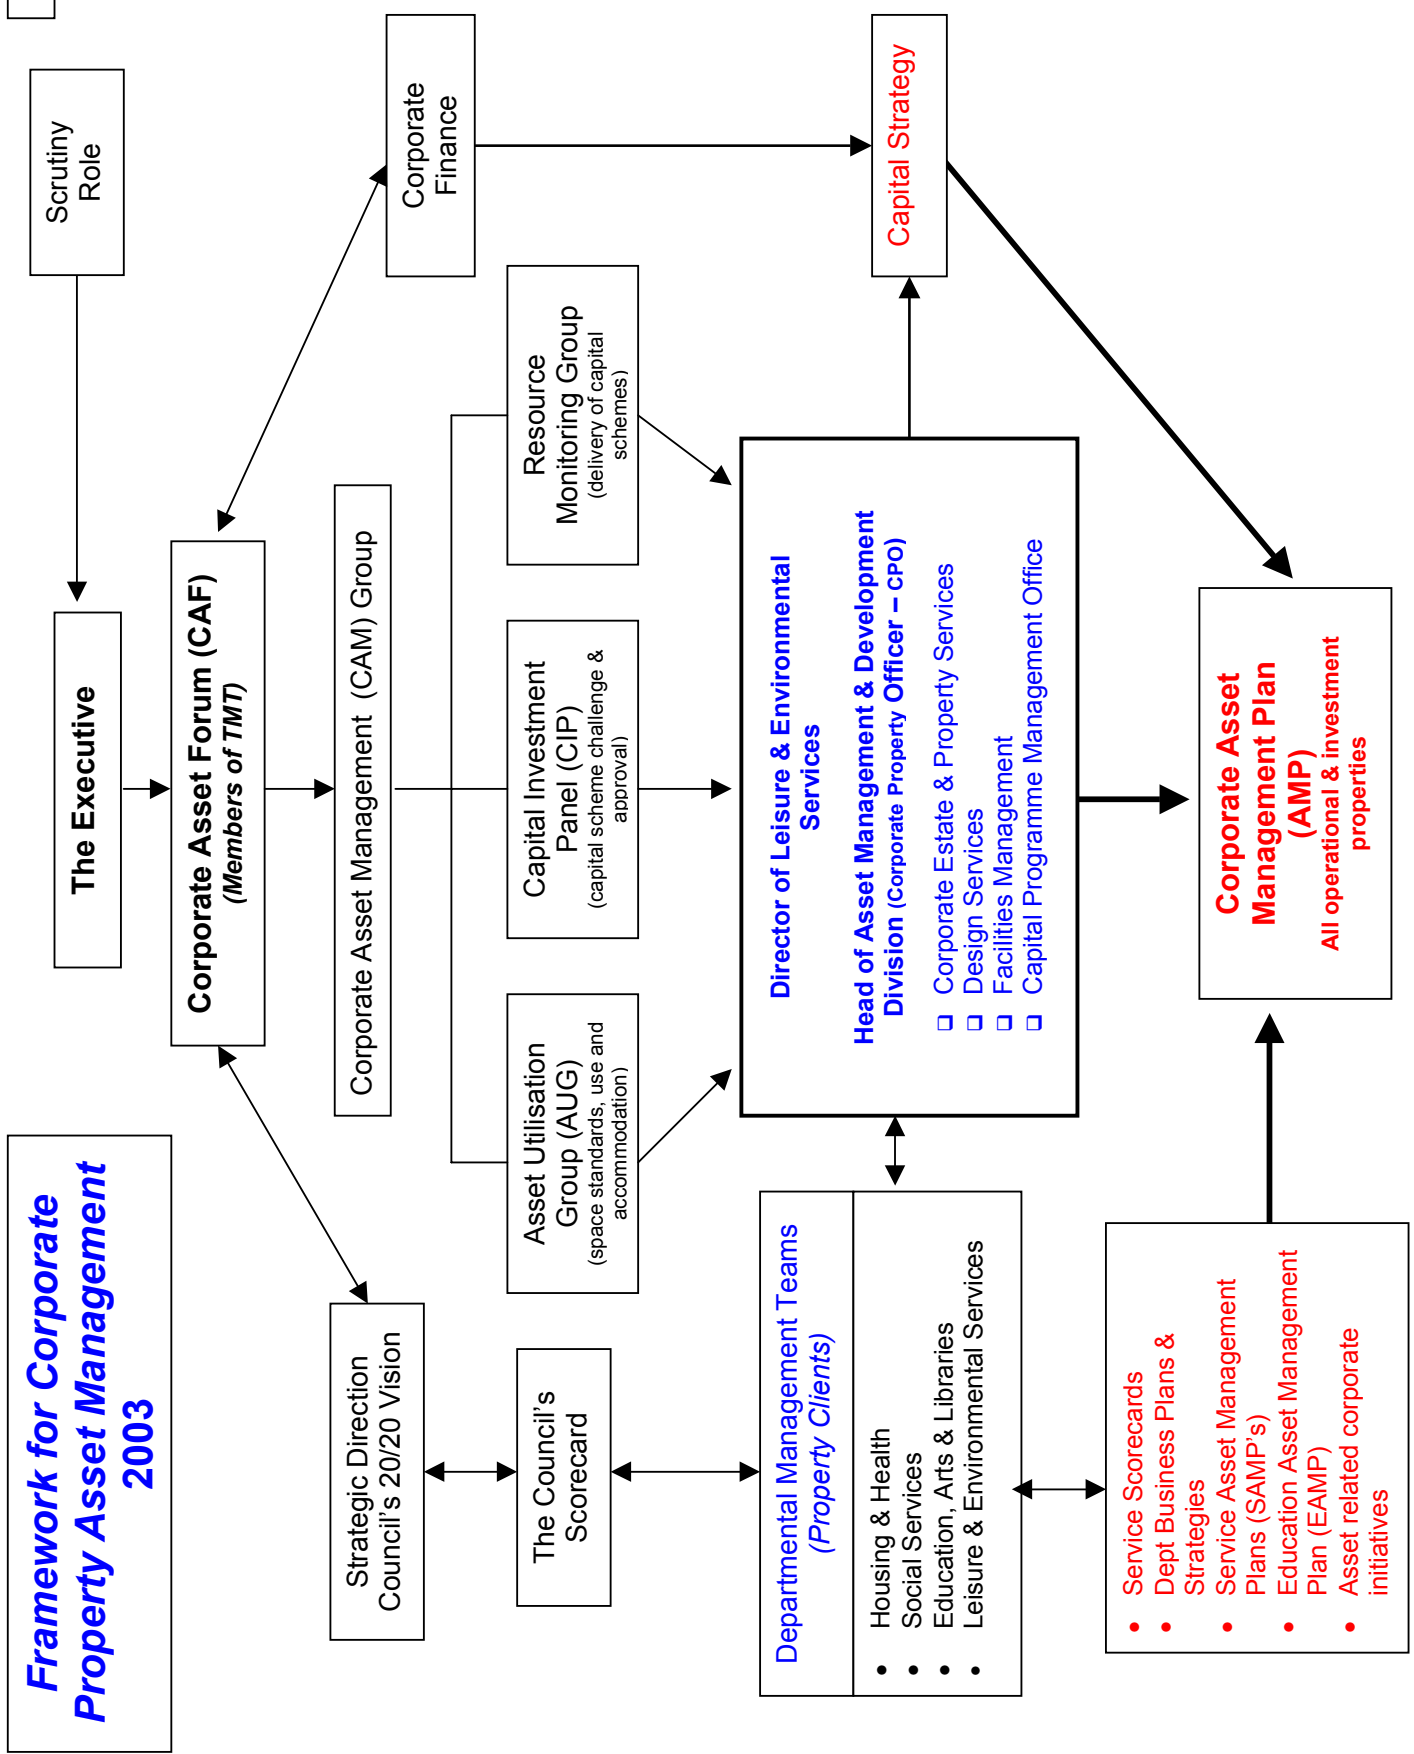 Framework for Corporate
Property Asset Management
2003
Scrutiny
Role
The Executive
Corporate Asset Forum (CAF)
(Members of TMT)
Strategic Direction
Council's 20/20 Vision
Corporate Asset Management  (CAM) Group
Corporate
Finance
The Council's
Scorecard
Asset Utilisation
Group (AUG)
(space standards, use and
accommodation)
Capital Investment
Panel (CIP)
(capital scheme challenge &
approval)
Resource
Monitoring Group
(delivery of capital
schemes)
Departmental Management Teams
(Property Clients)
• Housing & Health
• Social Services
• Education, Arts & Libraries
• Leisure & Environmental Services
Director of Leisure & Environmental
Services
Head of Asset Management & Development
Division (Corporate Property Officer – CPO)
❑ Corporate Estate & Property Services
❑ Design Services
❑ Facilities Management
❑ Capital Programme Management Office
Capital Strategy
• Service Scorecards
• Dept Business Plans &
Strategies
• Service Asset Management
Plans (SAMP's)
• Education Asset Management
Plan (EAMP)
• Asset related corporate
initiatives
Corporate Asset
Management Plan
(AMP)
All operational & investment
properties